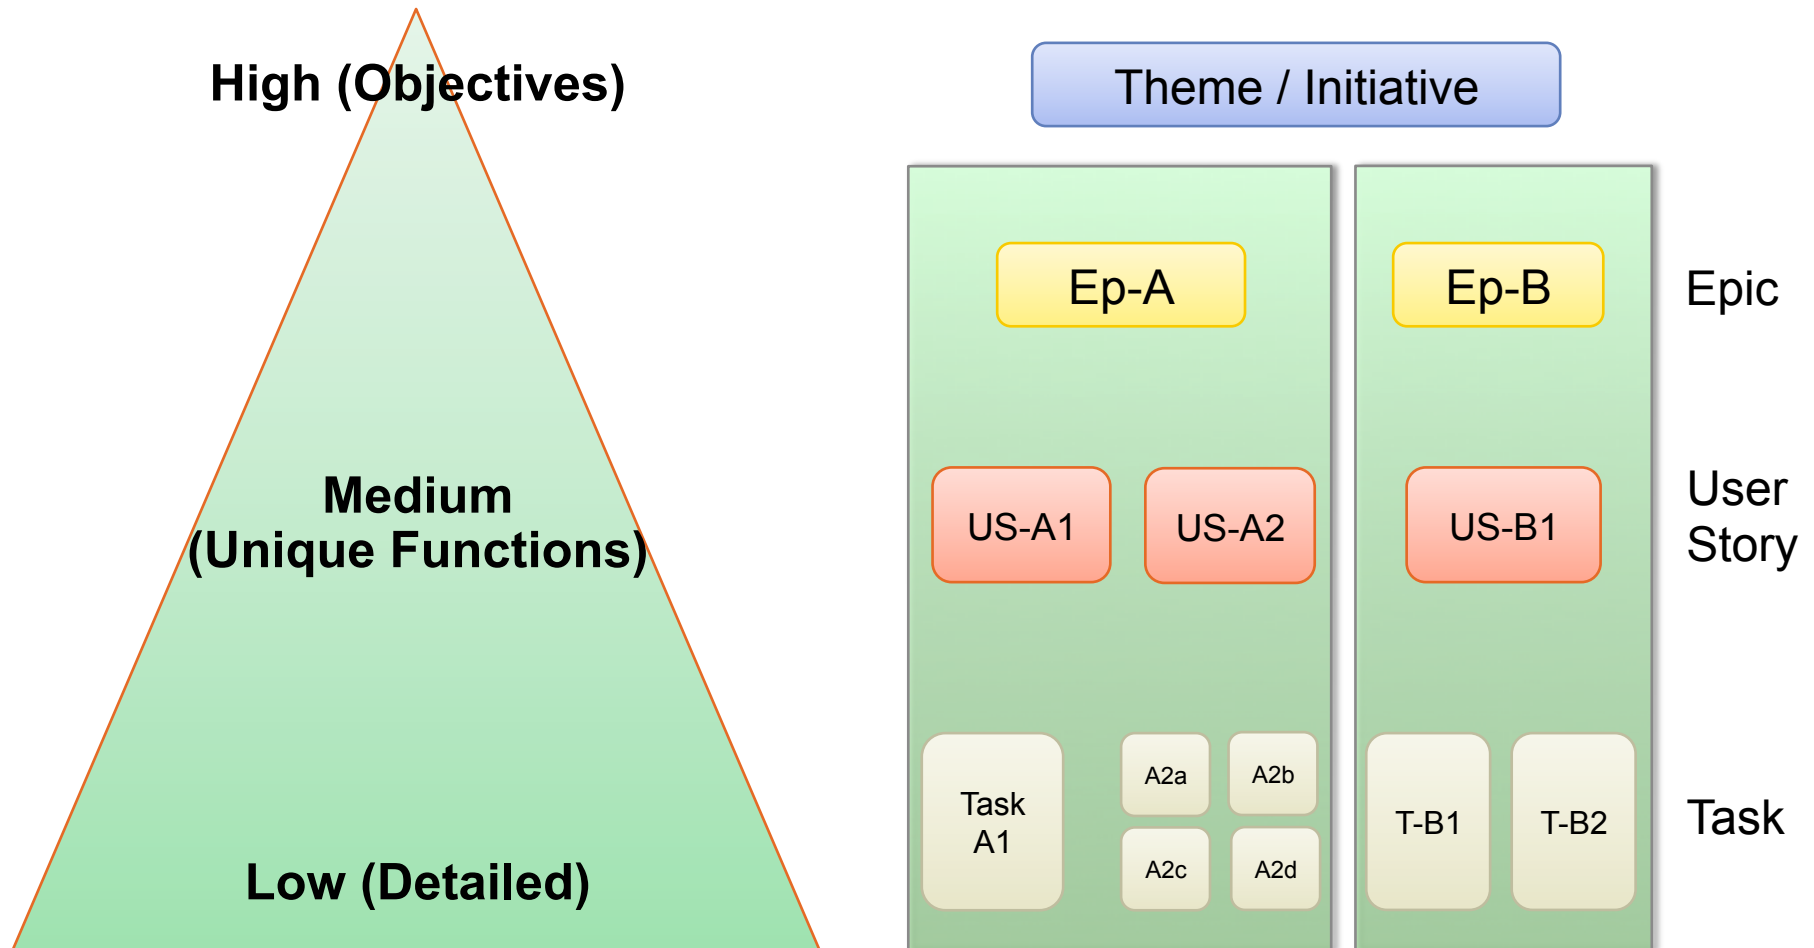 High (Objectives)
Theme / Initiative
Ep-A
Ep-B
Epic
Medium
(Unique Functions)
US-A1
US-A2
US-B1
User
Story
Task
A1
A2a
A2b
A2c
A2d
T-B1
T-B2
Task
Low (Detailed)